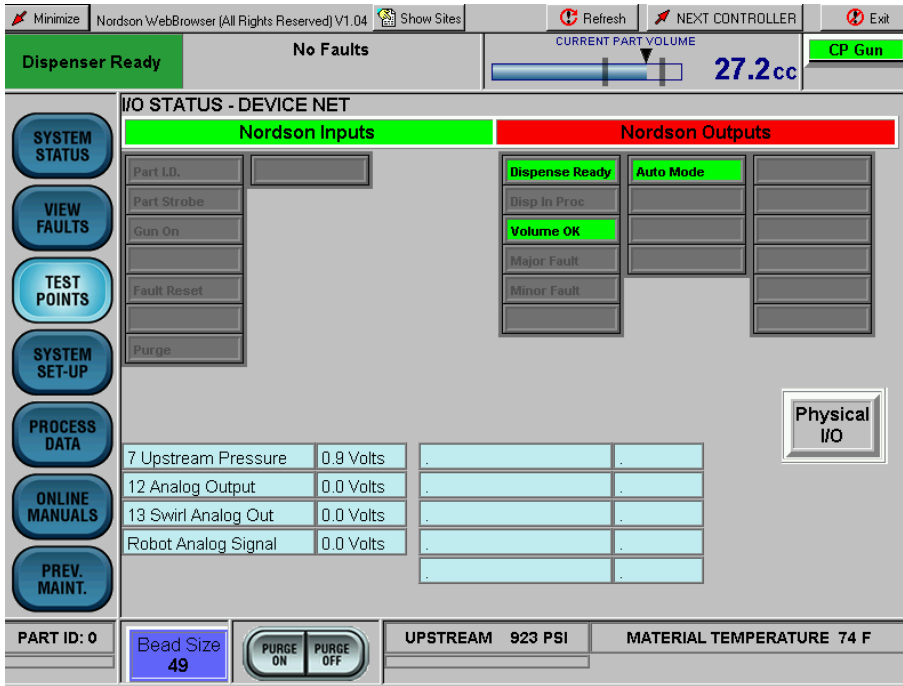 Minimize
Nordson WebBrowser (All Rights Reserved) V1.04
Show Sites
Refresh
NEXT CONTROLLER
Exit
Dispenser Ready
No Faults
CURRENT PART VOLUME
27.2cc
CP Gun
I/O STATUS - DEVICE NET
Nordson Inputs
Nordson Outputs
SYSTEM
STATUS
VIEW
FAULTS
TEST
POINTS
SYSTEM
SET-UP
PROCESS
DATA
ONLINE
MANUALS
PREV.
MAINT.
Part I.D.
Part Strobe
Gun On
Fault Reset
Purge
Dispense Ready
Disp In Proc
Volume OK
Major Fault
Minor Fault
Auto Mode
Physical
I/O
7 Upstream Pressure 0.9 Volts . .
12 Analog Output 0.0 Volts . .
13 Swirl Analog Out 0.0 Volts . .
Robot Analog Signal 0.0 Volts . .
. .
PART ID: 0
Bead Size
49
PURGE
ON
PURGE
OFF
UPSTREAM 923 PSI
MATERIAL TEMPERATURE 74 F